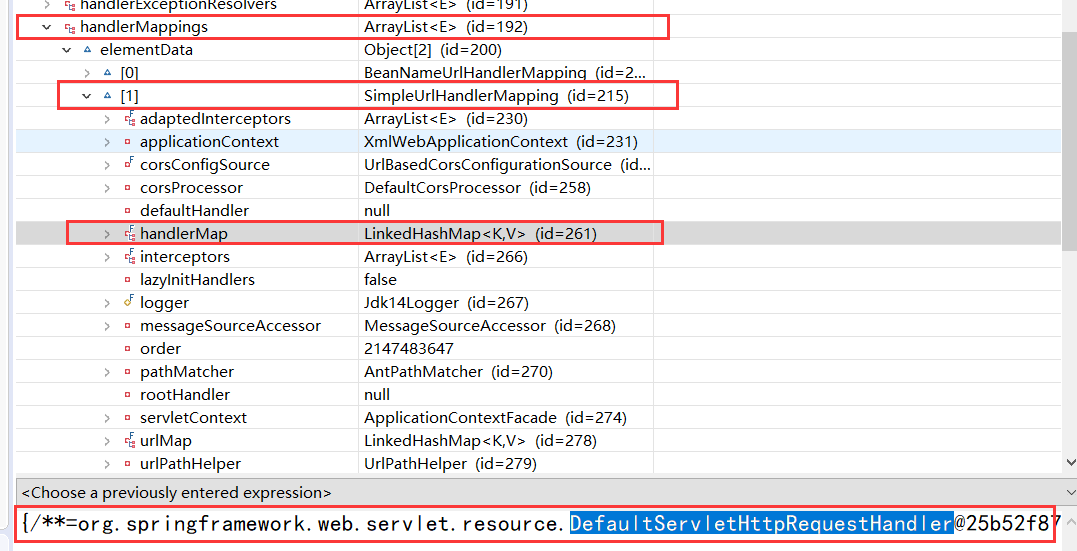 handlerExceptionResolvers ArrayList<E> (id=191)
handlerMappings ArrayList<E> (id=192)
elementData Object[2] (id=200)
[0] BeanNameUrlHandlerMapping (id=2...
[1] SimpleUrlHandlerMapping (id=215)
adaptedInterceptors ArrayList<E> (id=230)
applicationContext XmlWebApplicationContext (id=231)
corsConfigSource UrlBasedCorsConfigurationSource (id...
corsProcessor DefaultCorsProcessor (id=258)
defaultHandler null
handlerMap LinkedHashMap<K,V> (id=261)
interceptors ArrayList<E> (id=266)
lazyInitHandlers false
logger Jdk14Logger (id=267)
messageSourceAccessor MessageSourceAccessor (id=268)
order 2147483647
pathMatcher AntPathMatcher (id=270)
rootHandler null
servletContext ApplicationContextFacade (id=274)
urlMap LinkedHashMap<K,V> (id=278)
urlPathHelper UrlPathHelper (id=279)
<Choose a previously entered expression>
{/**=org.springframework.web.servlet.resource.DefaultServletHttpRequestHandler@25b52f87